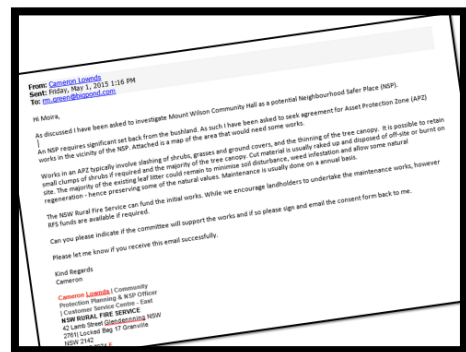 From: Cameron Lownds
Sent: Friday, May 1, 2015 1:16 PM
To: rm.green@bigpond.com
Hi Moira,
As discussed I have been asked to investigate Mount Wilson Community Hall as a potential Neighbourhood Safer Place (NSP).
An NSP requires significant set back from the bushland. As such I have been asked to seek agreement for Asset Protection Zone (APZ)
works in the vicinity of the NSP. Attached is a map of the area that would need some works.
Works in an APZ typically involve slashing of shrubs, grasses and ground covers, and the thinning of the tree canopy. It is possible to retain
small clumps of shrubs if required and the majority of the tree canopy. Cut material is usually raked up and disposed of off-site or burnt on
site. The majority of the existing leaf litter could remain to minimise soil disturbance, weed infestation and allow some natural
regeneration - hence preserving some of the natural values. Maintenance is usually done on a annual basis.
The NSW Rural Fire Service can fund the initial works. While we encourage landholders to undertake the maintenance works, however
RFS funds are available if required.
Can you please indicate if the committee will support the works and if so please sign and email the consent form back to me.
Please let me know if you receive this email successfully.
Kind Regards
Cameron
Cameron Lownds | Community
Protection Planning & NSP Officer
| Customer Service Centre - East
NSW RURAL FIRE SERVICE
42 Lamb Street Glendenning NSW
2761| Locked Bag 17 Granville
NSW 2142